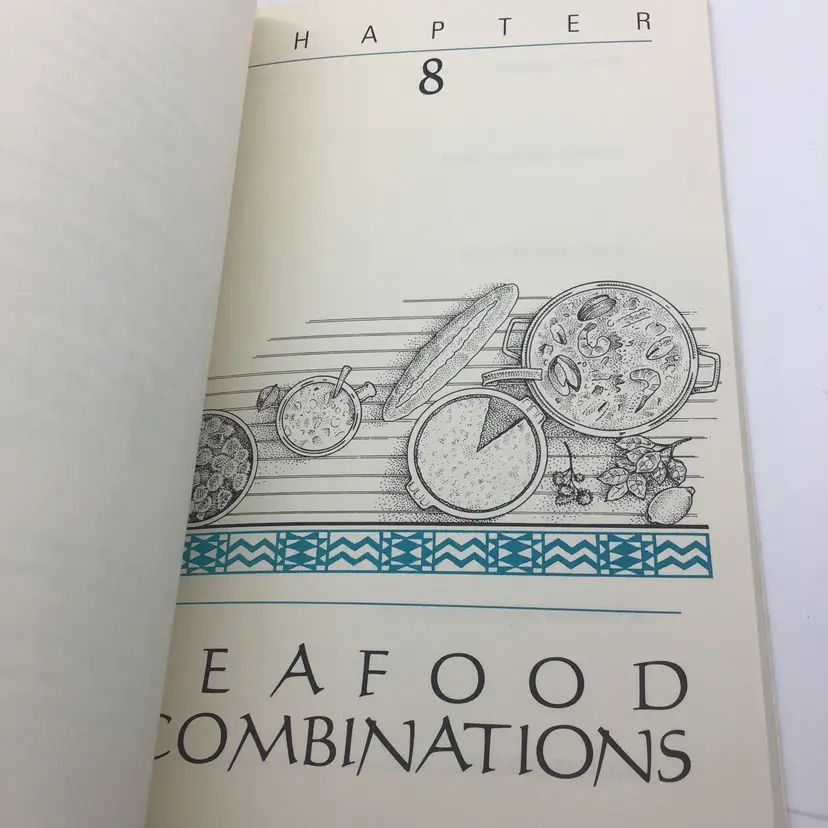 HAPTER
8
EAFOOD
COMBINATIONS